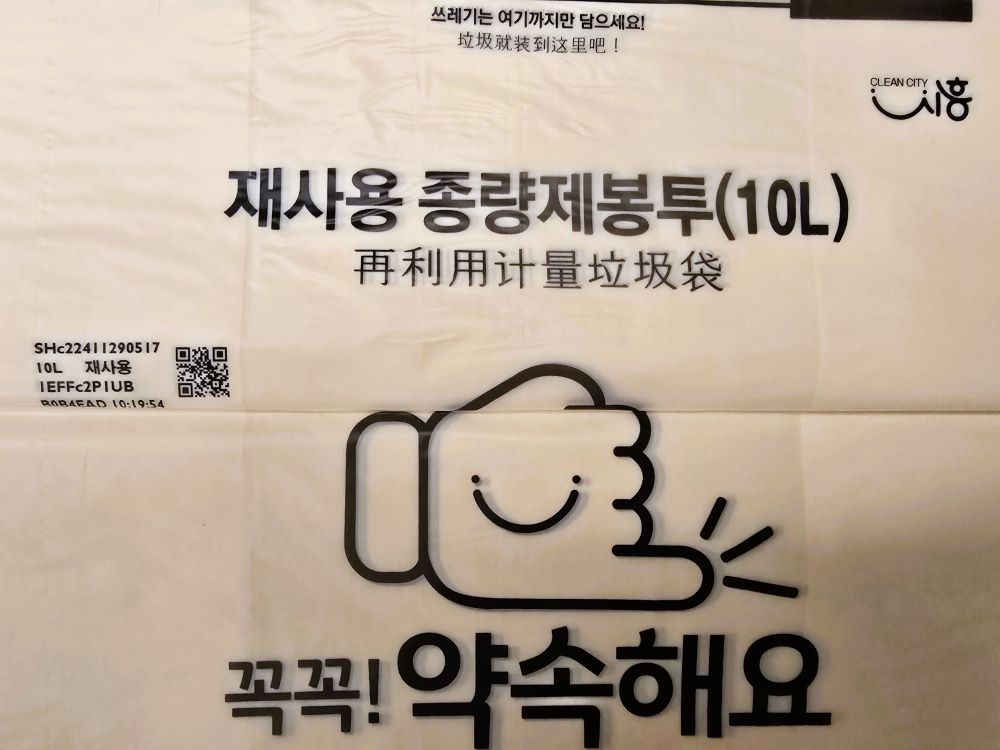 쓰레기는 여기까지만 담으세요!
垃圾就装到这里吧！
CLEAN CITY
시흥
재사용 종량제봉투(10L)
再利用计量垃圾袋
SHc22411290517
10L 재사용
1EFFc2P1UB
B0B4EAD 10:19:54
꼭꼭! 약속해요